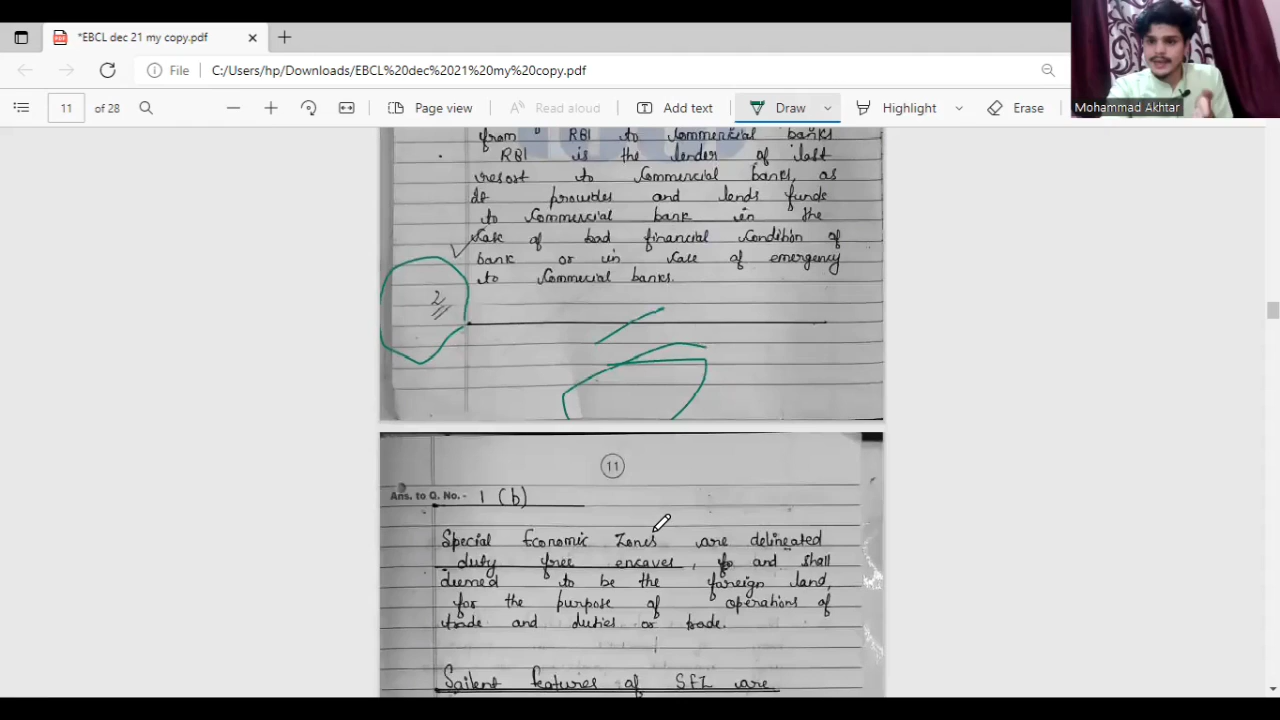 *EBCL dec 21 my copy.pdf
File C:/Users/hp/Downloads/EBCL%20dec%2021%20my%20copy.pdf
11 of 28 Page view Read aloud Add text Draw Highlight Erase
Mohammad Akhtar
from RBI to commercial banks
RBI is the lender of last
resort to commercial banks, as
it provides and lends funds
to commercial bank in the
case of bad financial condition of
bank or in case of emergency
to commercial banks.
2
11
Ans. to Q. No.- 1 (b)
Special Economic Zones are delineated
duty free encaves, and shall
diemed to be the foreign land,
for the purpose of operations of
trade and duties or trade.
Sailent features of SEZ are